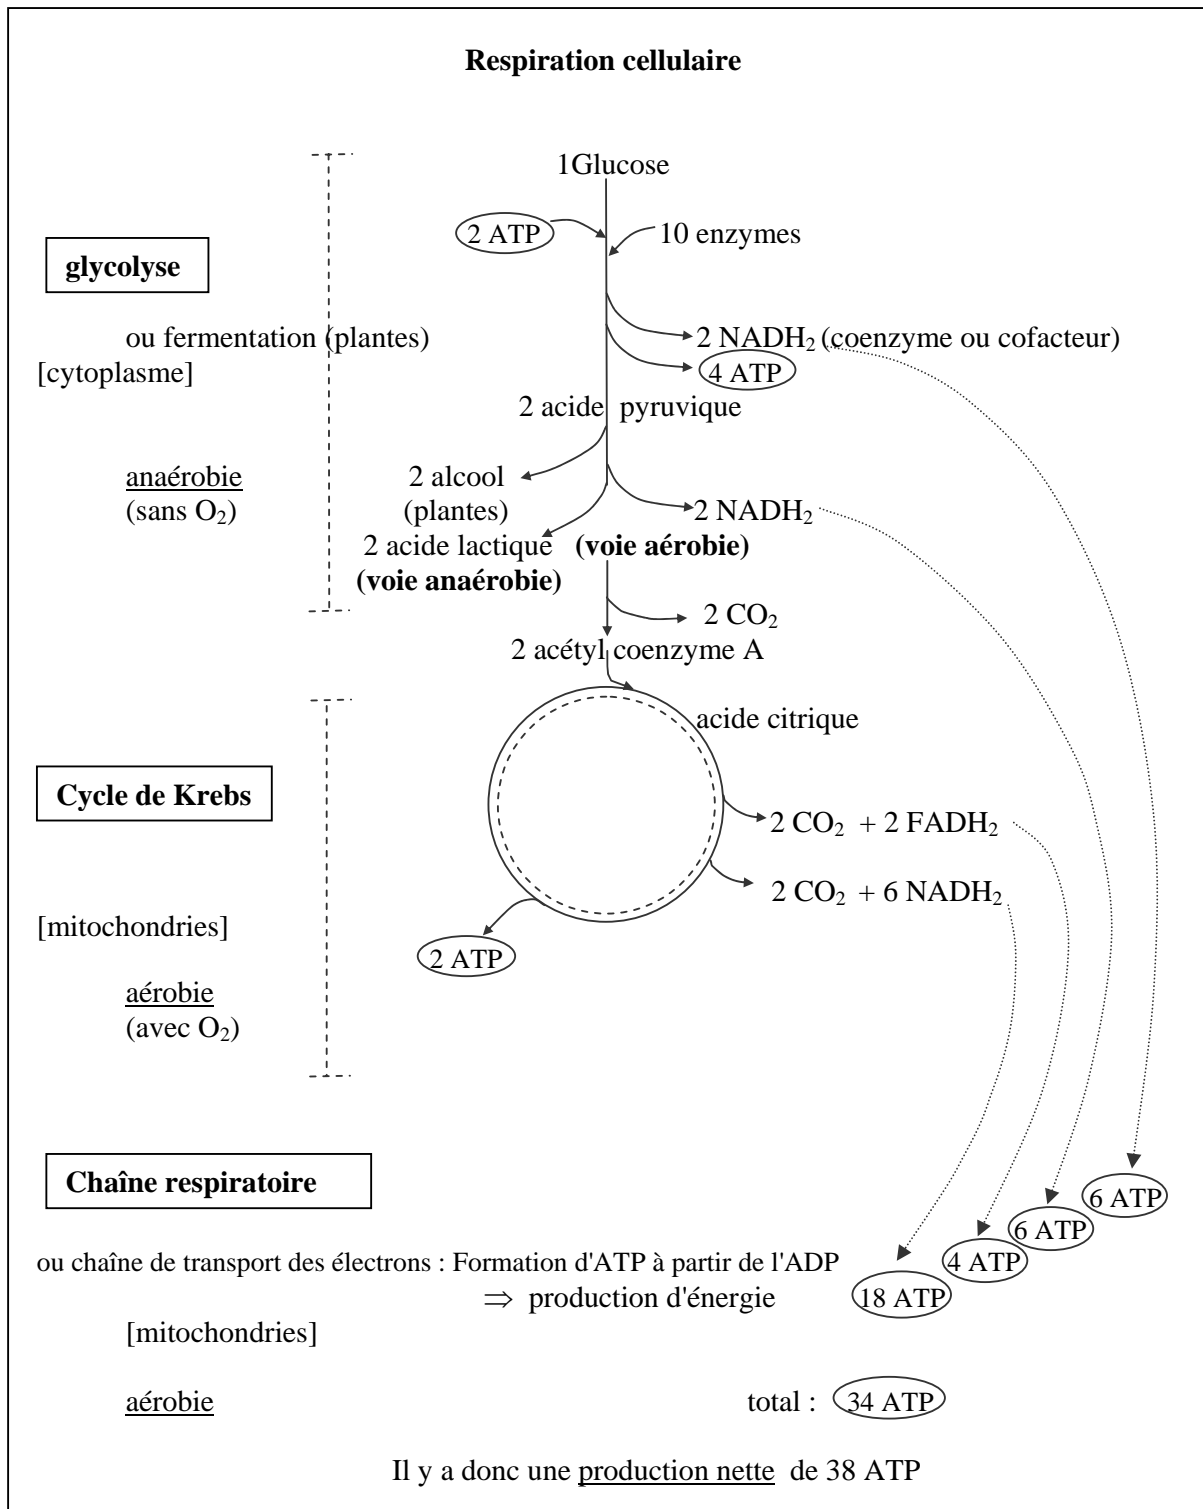 Respiration cellulaire
1Glucose
2 ATP
10 enzymes
glycolyse
ou fermentation (plantes)
2 NADH₂ (coenzyme ou cofacteur)
[cytoplasme]
4 ATP
2 acide pyruvique
anaérobie
(sans O₂)
2 alcool
(plantes)
2 NADH₂
2 acide lactique
(voie anaérobie)
(voie aérobie)
2 CO₂
2 acétyl coenzyme A
acide citrique
Cycle de Krebs
2 CO₂ + 2 FADH₂
2 CO₂ + 6 NADH₂
[mitochondries]
2 ATP
aérobie
(avec O₂)
Chaîne respiratoire
6 ATP
6 ATP
4 ATP
18 ATP
ou chaîne de transport des électrons : Formation d'ATP à partir de l'ADP
⇒ production d'énergie
[mitochondries]
aérobie
total : 34 ATP
Il y a donc une production nette de 38 ATP